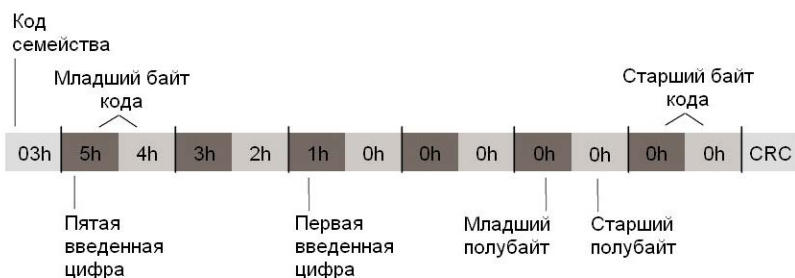 Код
семейства
Младший байт
кода
Старший байт
кода
03h 5h 4h 3h 2h 1h 0h 0h 0h 0h 0h 0h 0h CRC
Пятая
введенная
цифра
Первая
введенная
цифра
Младший
полубайт
Старший
полубайт